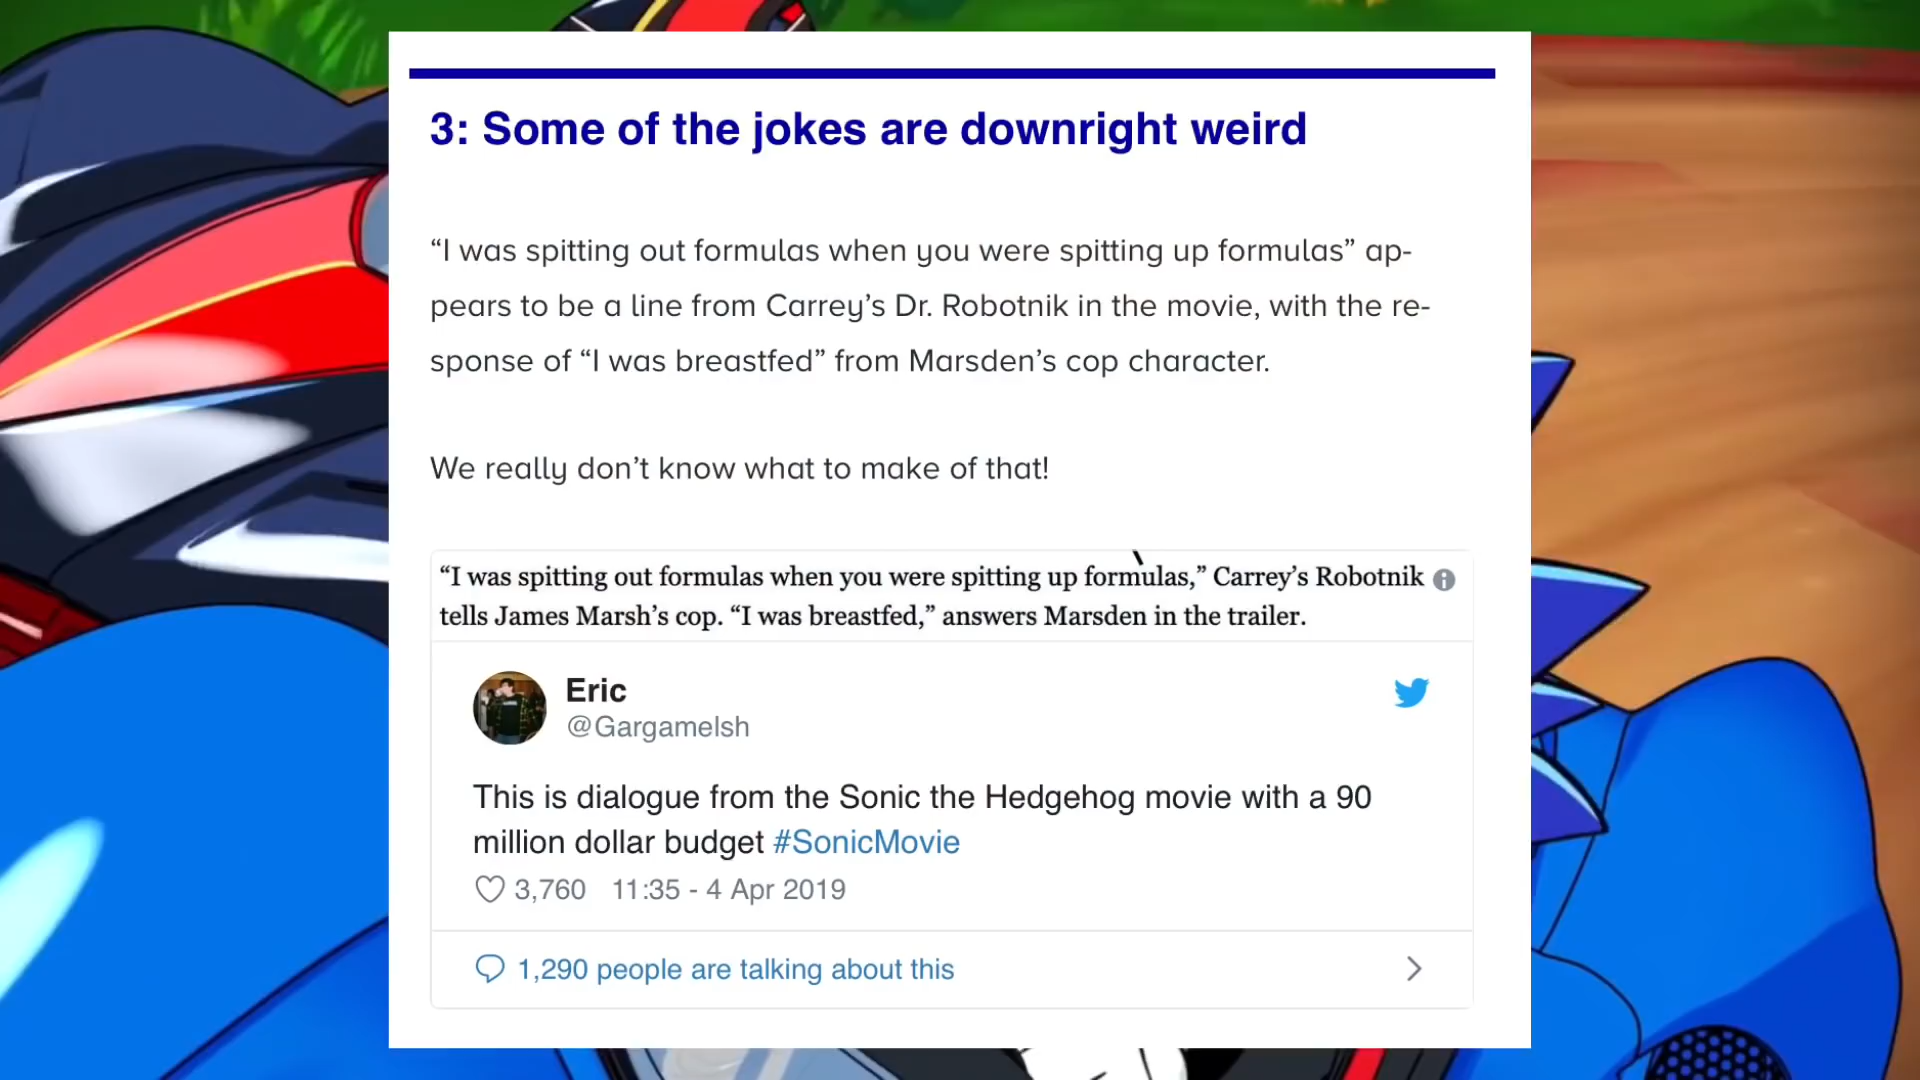 3: Some of the jokes are downright weird
“I was spitting out formulas when you were spitting up formulas” ap-
pears to be a line from Carrey’s Dr. Robotnik in the movie, with the re-
sponse of “I was breastfed” from Marsden’s cop character.
We really don’t know what to make of that!
“I was spitting out formulas when you were spitting up formulas,” Carrey’s Robotnik
tells James Marsh’s cop. “I was breastfed,” answers Marsden in the trailer.
Eric
@Gargamelsh
This is dialogue from the Sonic the Hedgehog movie with a 90
million dollar budget #SonicMovie
3,760 11:35 - 4 Apr 2019
1,290 people are talking about this